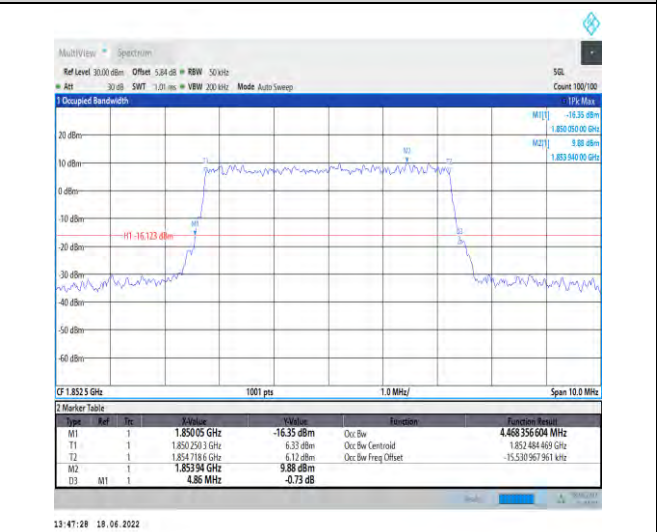 MultiView Spectrum
Ref Level 30.00 dBm Offset 5.84 dB RBW 50 kHz SGL
Att 30 dB SWT 1.01 ms VBW 200 kHz Mode Auto Sweep Count 100/100
1 Occupied Bandwidth 1Pk Max
M1[1] -16.35 dBm
1.850 050 00 GHz
M2[1] 9.88 dBm
1.853 940 00 GHz
20 dBm
M2
T1 T2
10 dBm
0 dBm
-10 dBm
M1
H1 -16.123 dBm
D3
-20 dBm
-30 dBm
-40 dBm
-50 dBm
-60 dBm
CF 1.852 5 GHz 1001 pts 1.0 MHz/ Span 10.0 MHz
2 Marker Table
Type Ref Trc X-Value Y-Value Function Function Result
M1 1 1.85005 GHz -16.35 dBm Occ Bw 4.468 356 604 MHz
T1 1 1.850 250 3 GHz 6.33 dBm Occ Bw Centroid 1.852 484 469 GHz
T2 1 1.854 718 6 GHz 6.12 dBm Occ Bw Freq Offset -15.530 967 961 kHz
M2 1 1.85394 GHz 9.88 dBm
D3 M1 1 4.86 MHz -0.73 dB
13:47:28 18.06.2022